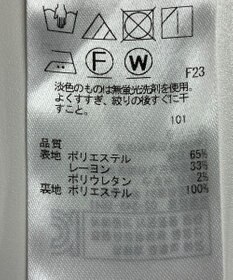 F W
F23
淡色のものは無蛍光洗剤を使用。
よくすすぎ、絞りの後すぐに干
すこと。
101
品質
表地 ポリエステル 65%
レーヨン 33%
ポリウレタン 2%
裏地 ポリエステル 100%